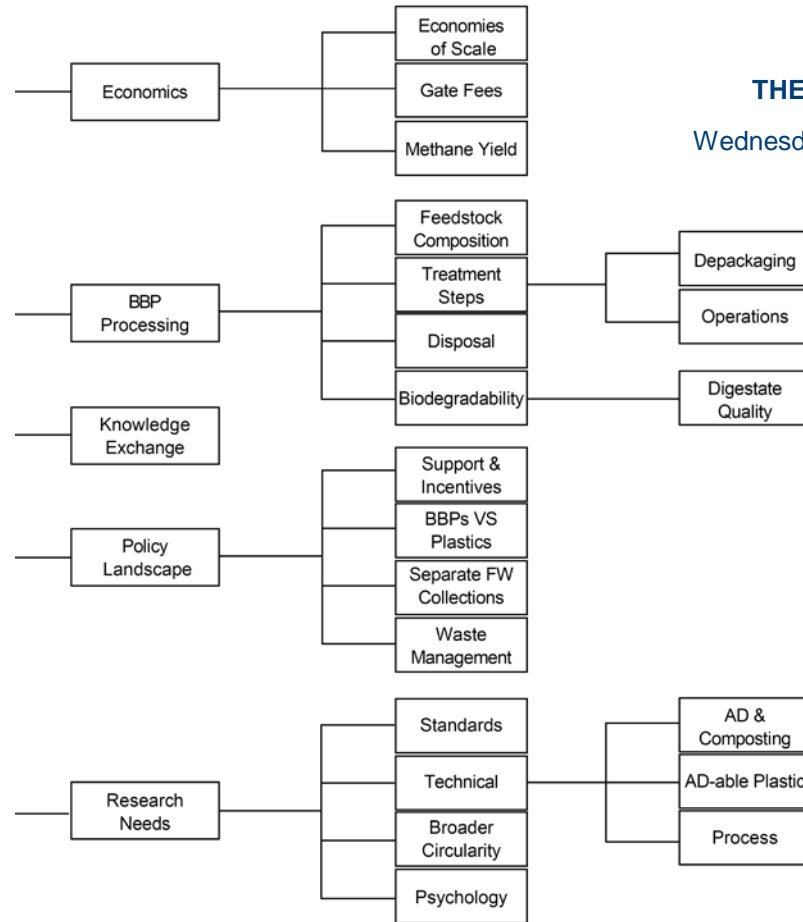 Economies
of Scale
Economics
Gate Fees
Methane Yield
THE
Wednesd
Feedstock
Composition
BBP
Processing
Treatment
Steps
Depackaging
Operations
Disposal
Biodegradability
Digestate
Quality
Knowledge
Exchange
Support &
Incentives
Policy
Landscape
BBPs VS
Plastics
Separate FW
Collections
Waste
Management
Standards
Research
Needs
Technical
AD &
Composting
AD-able Plastic
Process
Broader
Circularity
Psychology